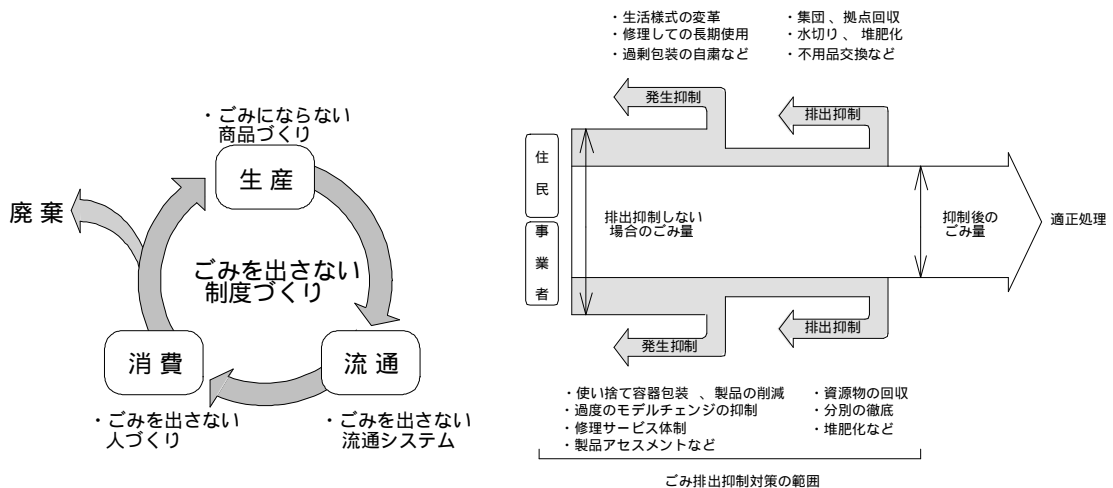 ・ごみにならない
商品づくり
生 産
廃 棄
ごみを出さない
制度づくり
消 費
流 通
・ごみを出さない
人づくり
・ごみを出さない
流通システム
・生活様式の変革
・修理しての長期使用
・過剰包装の自粛など
・集団、拠点回収
・水切り、堆肥化
・不用品交換など
発生抑制
排出抑制
住
民
事
業
者
排出抑制しない
場合のごみ量
抑制後の
ごみ量
適正処理
発生抑制
排出抑制
・使い捨て容器包装、製品の削減
・過度のモデルチェンジの抑制
・修理サービス体制
・製品アセスメントなど
・資源物の回収
・分別の徹底
・堆肥化など
ごみ排出抑制対策の範囲